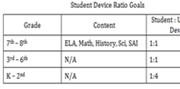 Student Device Ratio Goals
Grade Content Student : U
Dev
7th – 8th ELA, Math, History, Sci, SAI 1:1
3rd – 6th N/A 1:1
K – 2nd N/A 1:4